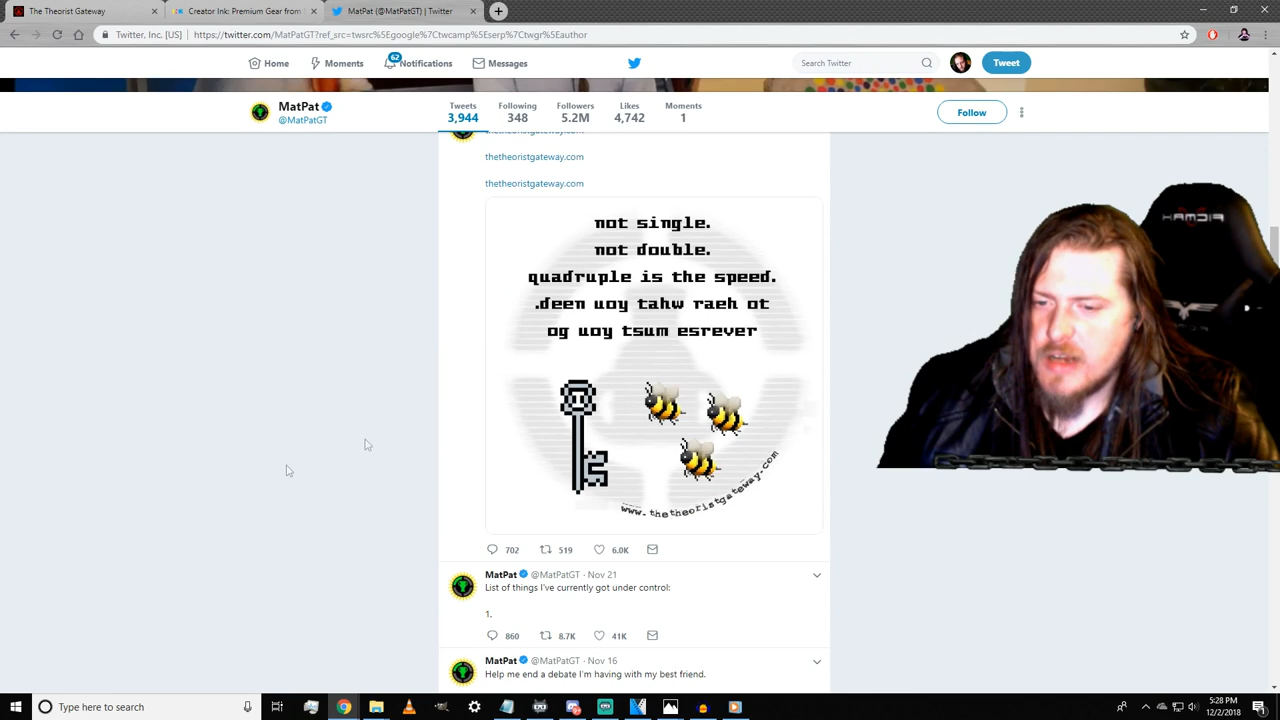 The Theorist Gateway
Creator Ink: Premium Gear from
MatPat (@MatPatGT) | Twitter
Twitter, Inc. [US] | https://twitter.com/MatPatGT?ref_src=twsrc%5Egoogle%7Ctwcamp%5Eserp%7Ctwgr%5Eauthor
Home
Moments
62
Notifications
Messages
Search Twitter
Tweet
MatPat
@MatPatGT
Tweets
3,944
Following
348
Followers
5.2M
Likes
4,742
Moments
1
Follow
thetheoristgateway.com
thetheoristgateway.com
thetheoristgateway.com
not single.
not double.
quadruple is the speed.
.deen uoy tahw raeh ot
og uoy tsum esrever
www.thetheoristgateway.com
702
519
6.0K
MatPat @MatPatGT · Nov 21
List of things I've currently got under control:
1.
860
8.7K
41K
MatPat @MatPatGT · Nov 16
Help me end a debate I'm having with my best friend.
Type here to search
5:28 PM
12/2/2018